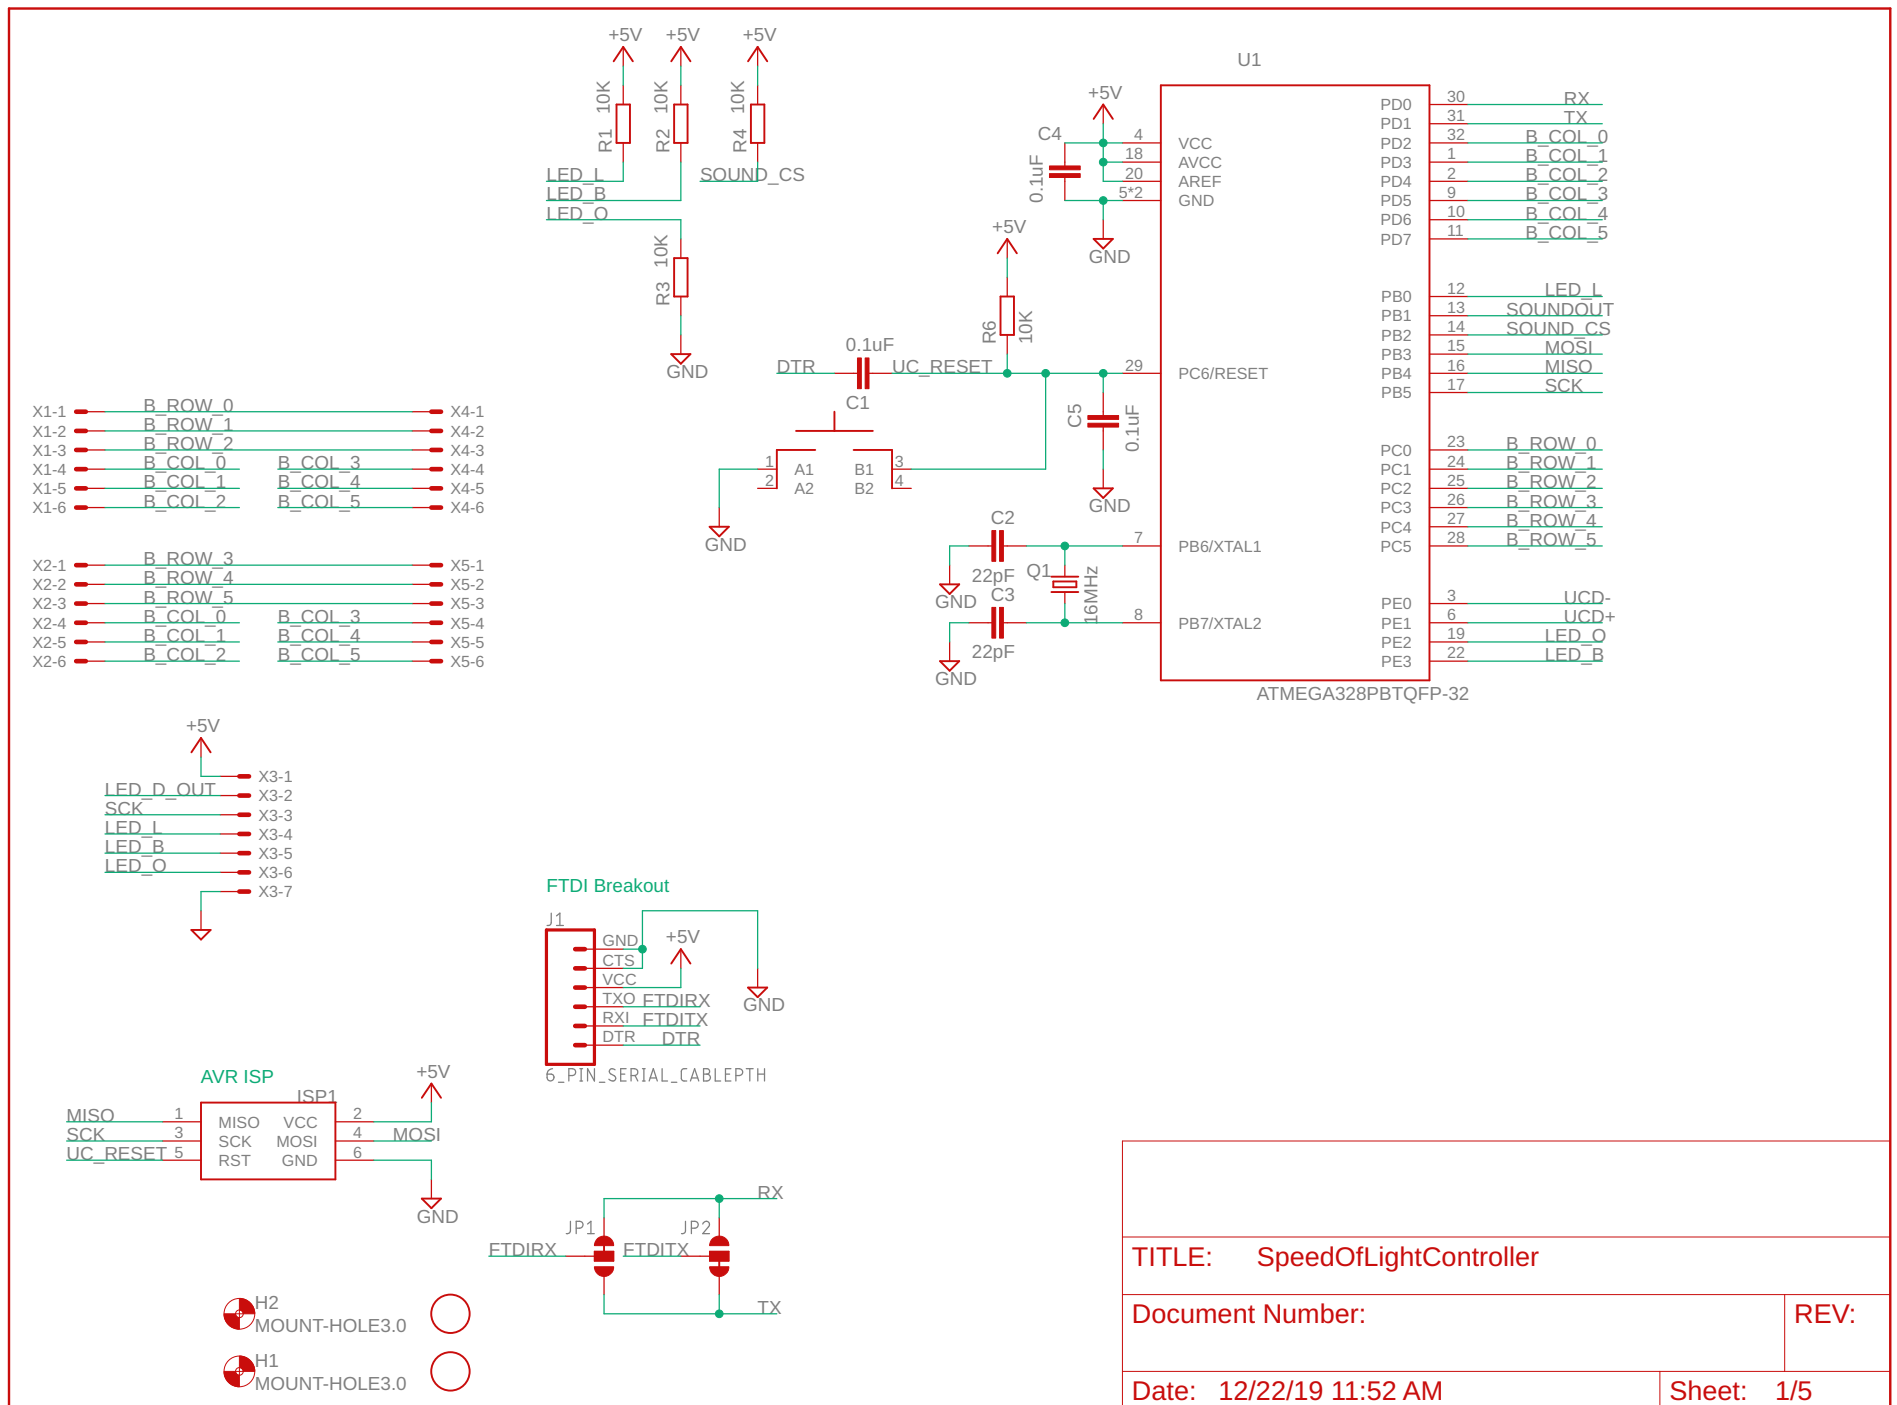 +5V +5V +5V
R1 10K
R2 10K
R4 10K
LED_L
LED_B
LED_O
SOUND_CS
R3 10K
GND
U1
+5V
C4
0.1uF
4 VCC
18 AVCC
20 AREF
5*2 GND
GND
+5V
R6
10K
DTR
0.1uF
C1
UC_RESET
29 PC6/RESET
C5
0.1uF
GND
1 A1 B1 3
2 A2 B2 4
GND
C2
22pF
GND
C3
22pF
GND
Q1
16MHz
7 PB6/XTAL1
8 PB7/XTAL2
PD0 30 RX
PD1 31 TX
PD2 32 B_COL_0
PD3 1 B_COL_1
PD4 2 B_COL_2
PD5 9 B_COL_3
PD6 10 B_COL_4
PD7 11 B_COL_5
PB0 12 LED_L
PB1 13 SOUNDOUT
PB2 14 SOUND_CS
PB3 15 MOSI
PB4 16 MISO
PB5 17 SCK
PC0 23 B_ROW_0
PC1 24 B_ROW_1
PC2 25 B_ROW_2
PC3 26 B_ROW_3
PC4 27 B_ROW_4
PC5 28 B_ROW_5
PE0 3 UCD-
PE1 6 UCD+
PE2 19 LED_O
PE3 22 LED_B
ATMEGA328PBTQFP-32
X1-1 B_ROW_0 X4-1
X1-2 B_ROW_1 X4-2
X1-3 B_ROW_2 X4-3
X1-4 B_COL_0 B_COL_3 X4-4
X1-5 B_COL_1 B_COL_4 X4-5
X1-6 B_COL_2 B_COL_5 X4-6
X2-1 B_ROW_3 X5-1
X2-2 B_ROW_4 X5-2
X2-3 B_ROW_5 X5-3
X2-4 B_COL_0 B_COL_3 X5-4
X2-5 B_COL_1 B_COL_4 X5-5
X2-6 B_COL_2 B_COL_5 X5-6
+5V
X3-1
LED_D_OUT X3-2
SCK X3-3
LED_L X3-4
LED_B X3-5
LED_O X3-6
X3-7
FTDI Breakout
J1
GND
CTS
VCC
TXO FTDIRX
RXI FTDITX
DTR DTR
+5V
GND
6_PIN_SERIAL_CABLEPTH
AVR ISP
ISP1
+5V
MISO 1 MISO VCC 2
SCK 3 SCK MOSI 4 MOSI
UC_RESET 5 RST GND 6
GND
RX
JP1 JP2
FTDIRX FTDITX
TX
H2
MOUNT-HOLE3.0
H1
MOUNT-HOLE3.0
TITLE: SpeedOfLightController
Document Number: REV:
Date: 12/22/19 11:52 AM Sheet: 1/5